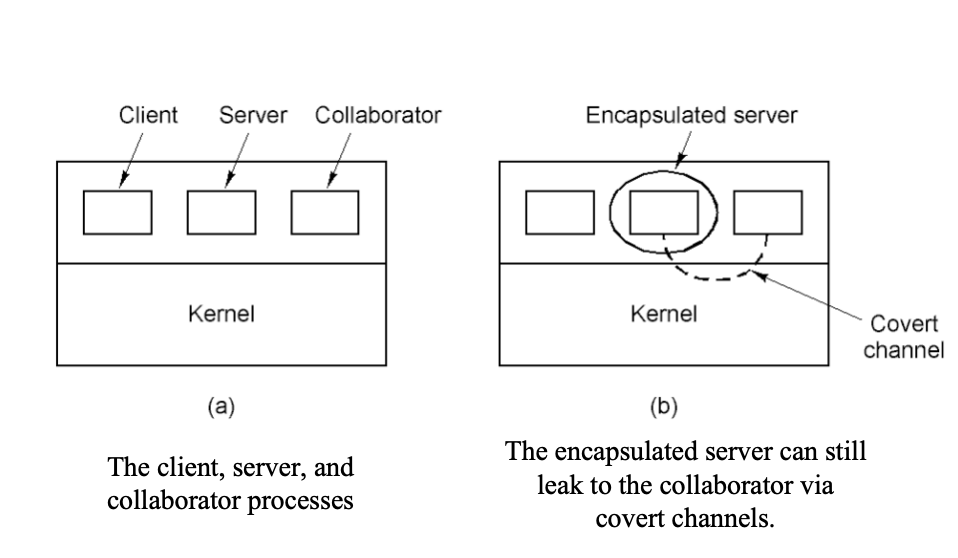 Client Server Collaborator
Kernel
(a)
The client, server, and
collaborator processes
Encapsulated server
Kernel
Covert
channel
(b)
The encapsulated server can still
leak to the collaborator via
covert channels.